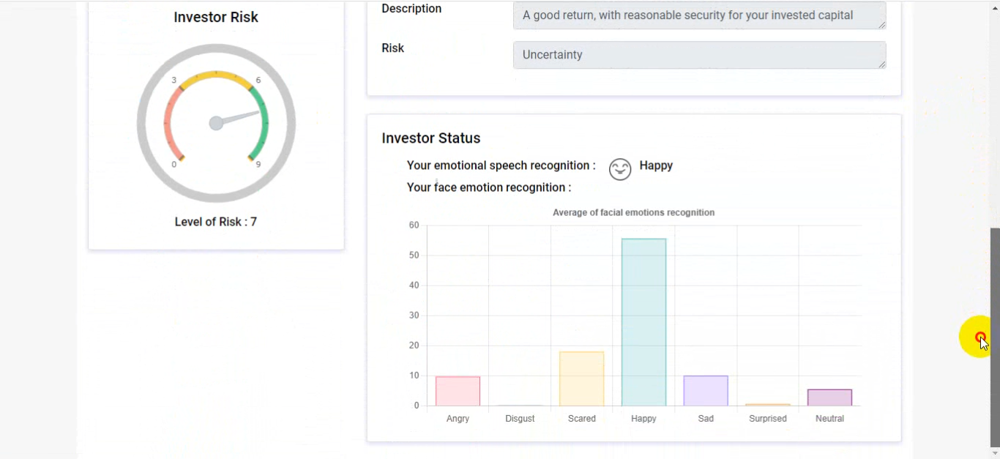 Investor Risk
3
6
0
9
Level of Risk : 7
Description
A good return, with reasonable security for your invested capital
Risk
Uncertainty
Investor Status
Your emotional speech recognition :
Happy
Your face emotion recognition :
Average of facial emotions recognition
60
50
40
30
20
10
0
Angry
Disgust
Scared
Happy
Sad
Surprised
Neutral